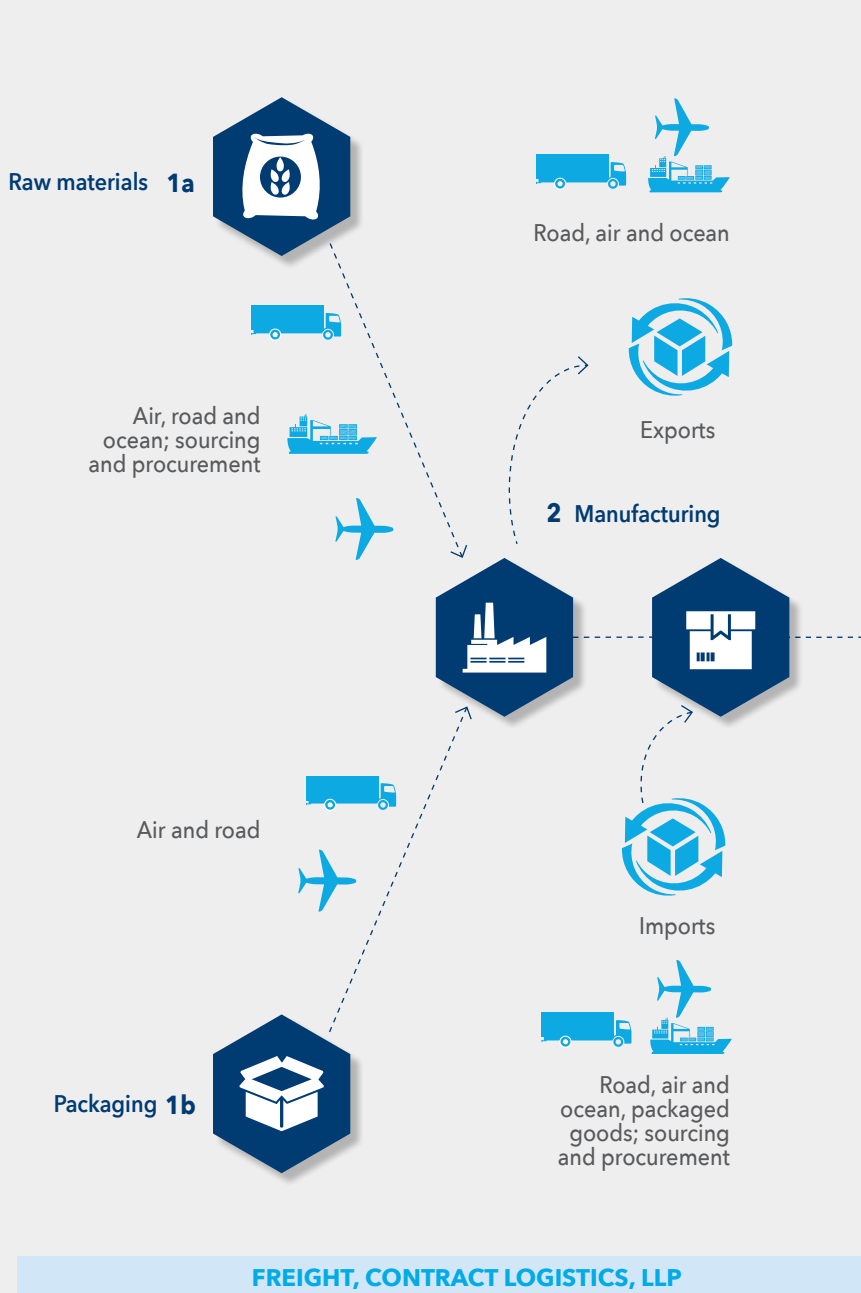 Raw materials 1a
Road, air and ocean
Air, road and
ocean; sourcing
and procurement
Exports
2 Manufacturing
Air and road
Imports
Packaging 1b
Road, air and
ocean, packaged
goods; sourcing
and procurement
FREIGHT, CONTRACT LOGISTICS, LLP